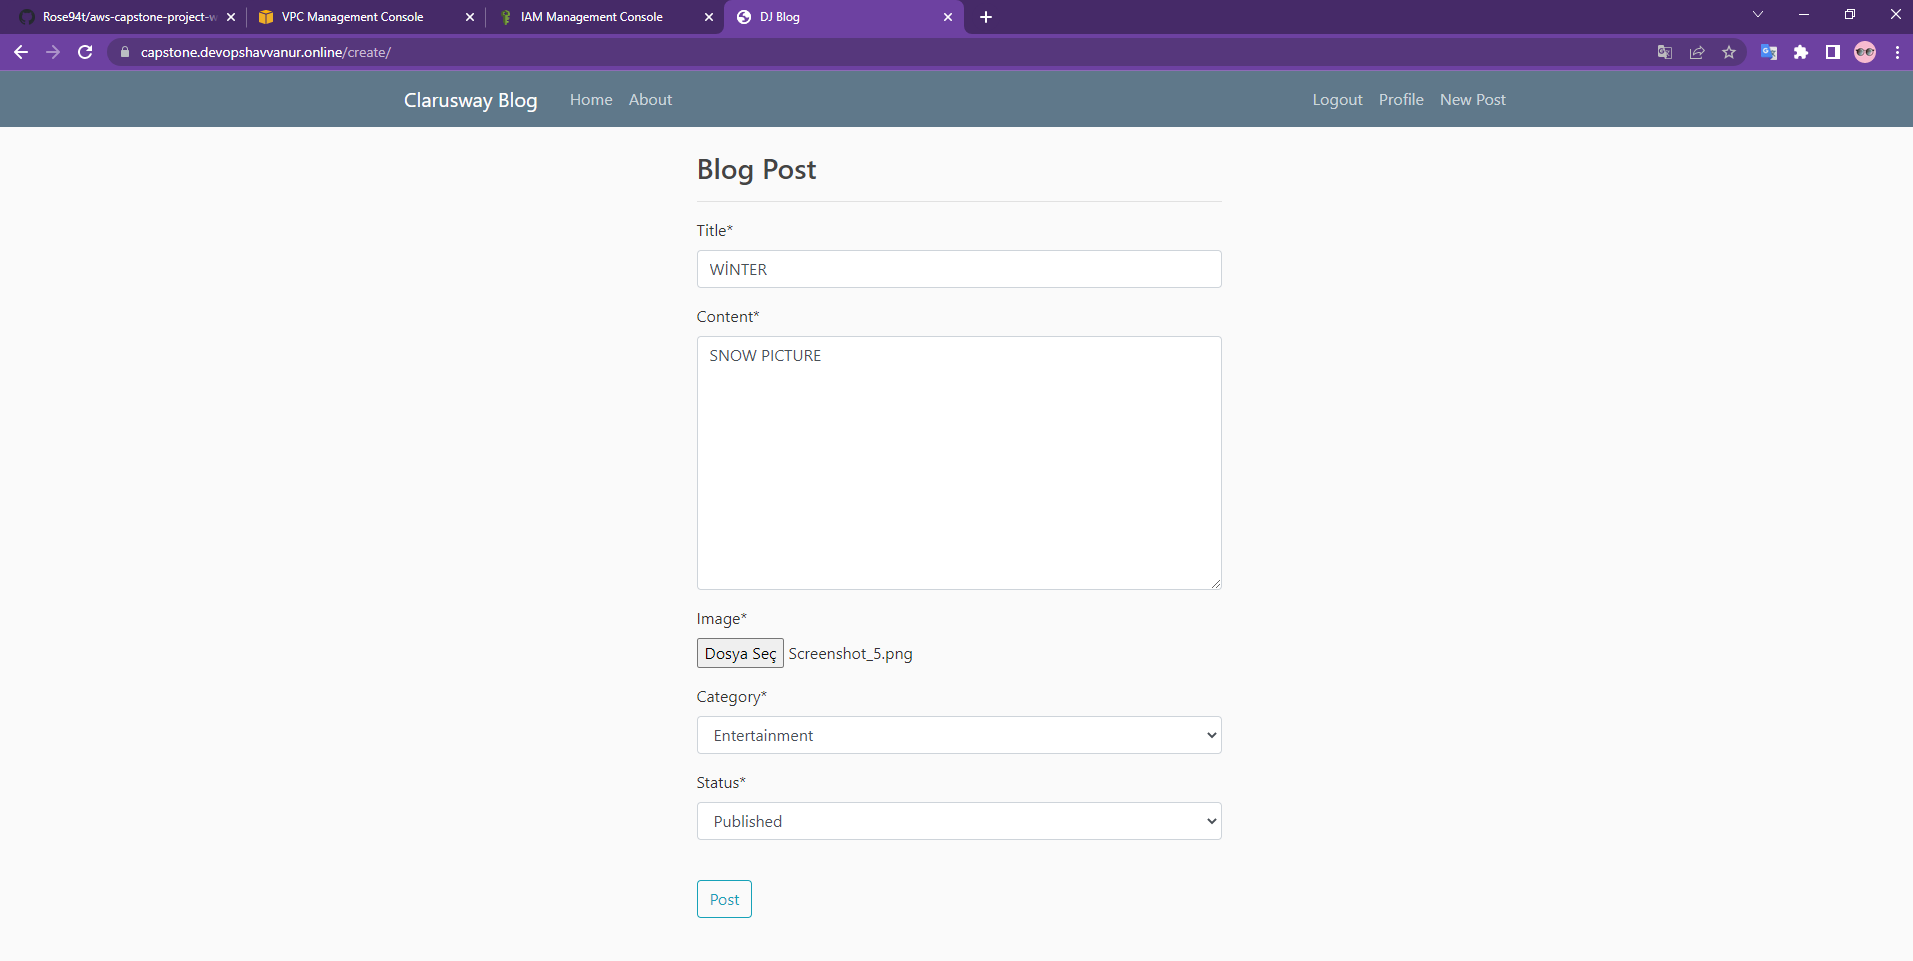 Rose94t/aws-capstone-project-w
VPC Management Console
IAM Management Console
DJ Blog
capstone.devopshavvanur.online/create/
Clarusway Blog
Home
About
Logout
Profile
New Post
Blog Post
Title*
WİNTER
Content*
SNOW PICTURE
Image*
Dosya Seç Screenshot_5.png
Category*
Entertainment
Status*
Published
Post